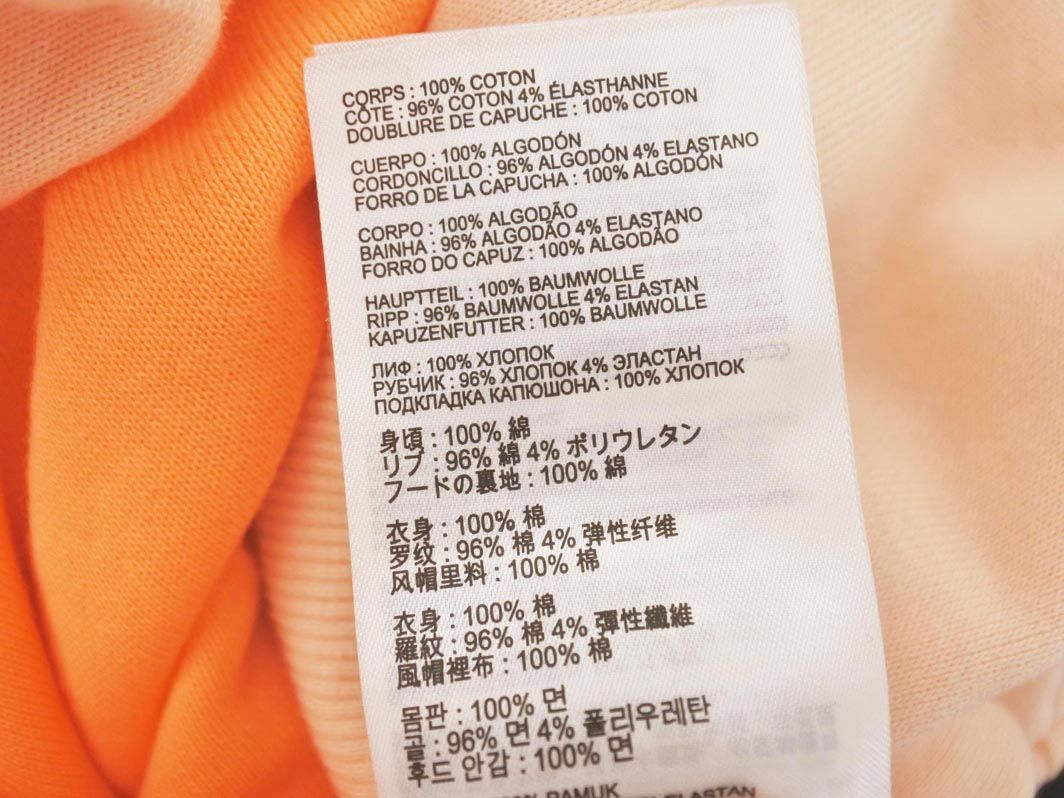 CORPS : 100% COTON
CÔTE : 96% COTON 4% ÉLASTHANNE
DOUBLURE DE CAPUCHE : 100% COTON
CUERPO : 100% ALGODÓN
CORDONCILLO : 96% ALGODÓN 4% ELASTANO
FORRO DE LA CAPUCHA : 100% ALGODÓN
CORPO : 100% ALGODÃO
BAINHA : 96% ALGODÃO 4% ELASTANO
FORRO DO CAPUZ : 100% ALGODÃO
HAUPTTEIL : 100% BAUMWOLLE
RIPP : 96% BAUMWOLLE 4% ELASTAN
KAPUZENFUTTER : 100% BAUMWOLLE
ЛИФ : 100% ХЛОПОК
РУБЧИК : 96% ХЛОПОК 4% ЭЛАСТАН
ПОДКЛАДКА КАПЮШОНА : 100% ХЛОПОК
身頃 : 100% 綿
リブ : 96% 綿 4% ポリウレタン
フードの裏地 : 100% 綿
衣身 : 100% 棉
罗纹 : 96% 棉 4% 弹性纤维
风帽里料 : 100% 棉
衣身 : 100% 棉
羅紋 : 96% 棉 4% 彈性纖維
風帽裡布 : 100% 棉
몸판 : 100% 면
골 : 96% 면 4% 폴리우레탄
후드 안감 : 100% 면
PAMUK
ELASTAN